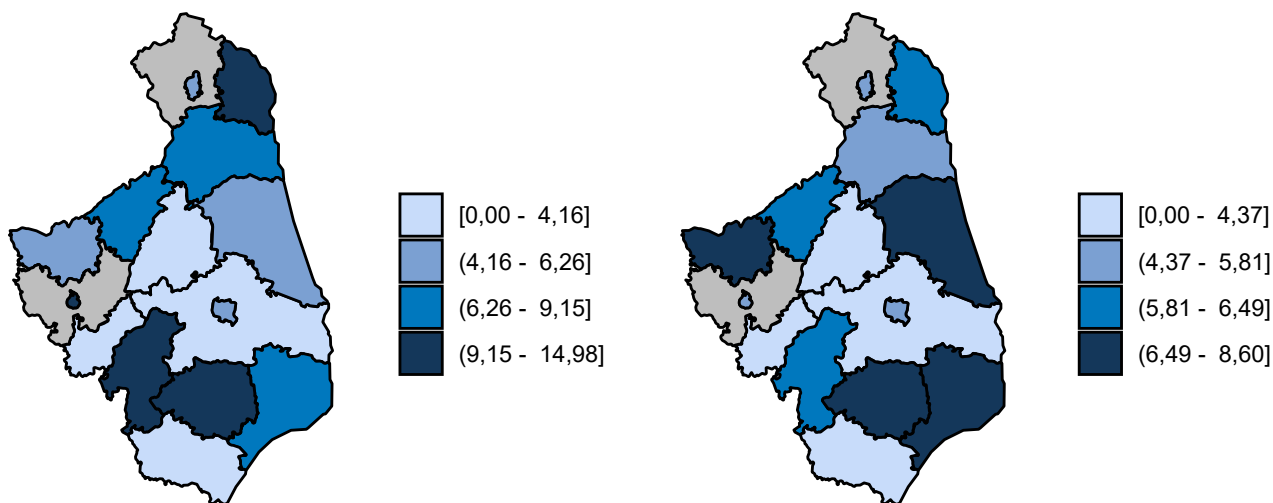 [0,00 - 4,16]
(4,16 - 6,26]
(6,26 - 9,15]
(9,15 - 14,98]
[0,00 - 4,37]
(4,37 - 5,81]
(5,81 - 6,49]
(6,49 - 8,60]